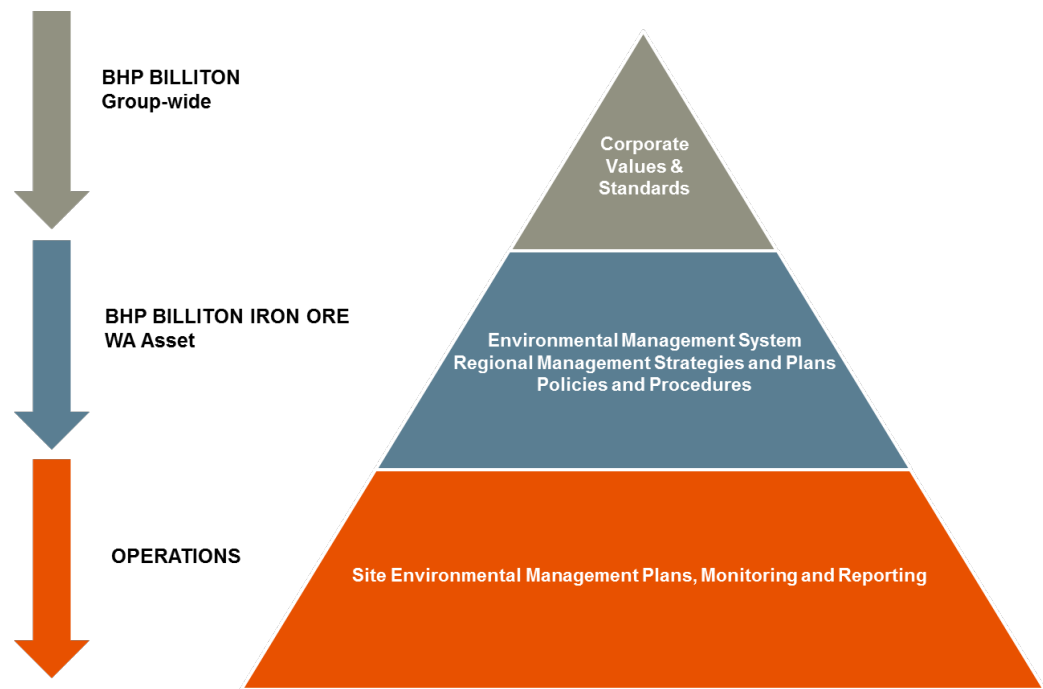 BHP BILLITON
Group-wide
Corporate
Values &
Standards
BHP BILLITON IRON ORE
WA Asset
Environmental Management System
Regional Management Strategies and Plans
Policies and Procedures
OPERATIONS
Site Environmental Management Plans, Monitoring and Reporting